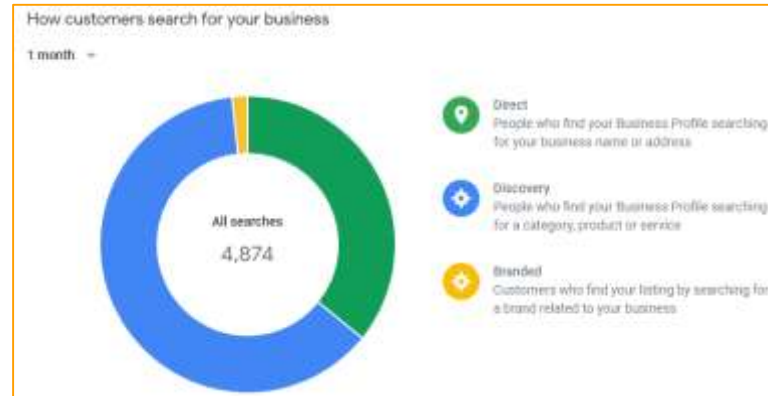 How customers search for your business
1 month
All searches
4,874
Direct
People who find your Business Profile searching
for your business name or address
Discovery
People who find your Business Profile searching
for a category, product or service
Branded
Customers who find your listing by searching for
a brand related to your business